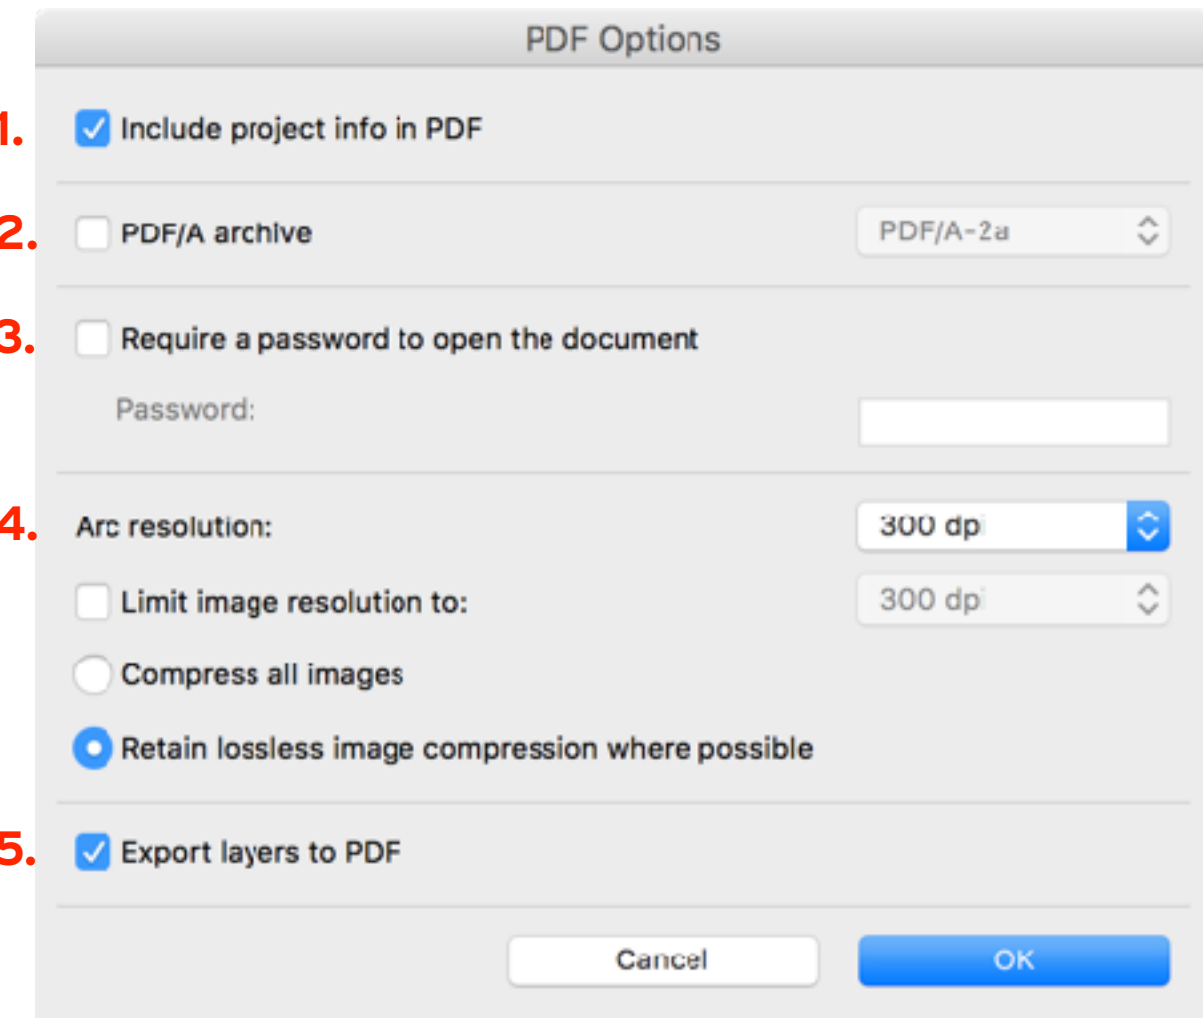 PDF Options
1. Include project info in PDF
2. PDF/A archive PDF/A-2a
3. Require a password to open the document
Password:
4. Arc resolution: 300 dpi
Limit image resolution to: 300 dpi
Compress all images
Retain lossless image compression where possible
5. Export layers to PDF
Cancel OK